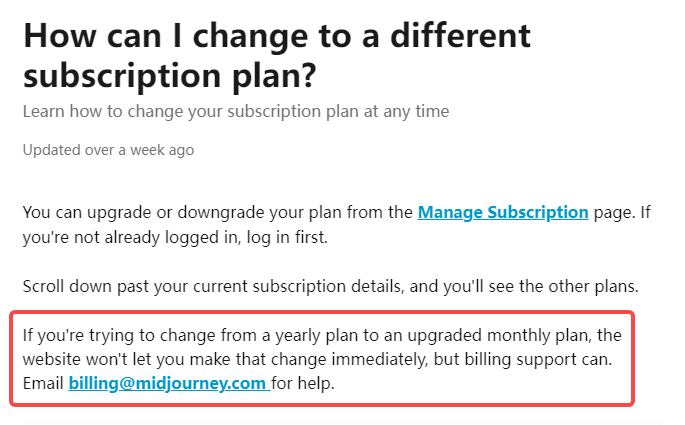 How can I change to a different
subscription plan?
Learn how to change your subscription plan at any time
Updated over a week ago
You can upgrade or downgrade your plan from the Manage Subscription page. If
you're not already logged in, log in first.
Scroll down past your current subscription details, and you'll see the other plans.
If you're trying to change from a yearly plan to an upgraded monthly plan, the
website won't let you make that change immediately, but billing support can.
Email billing@midjourney.com for help.